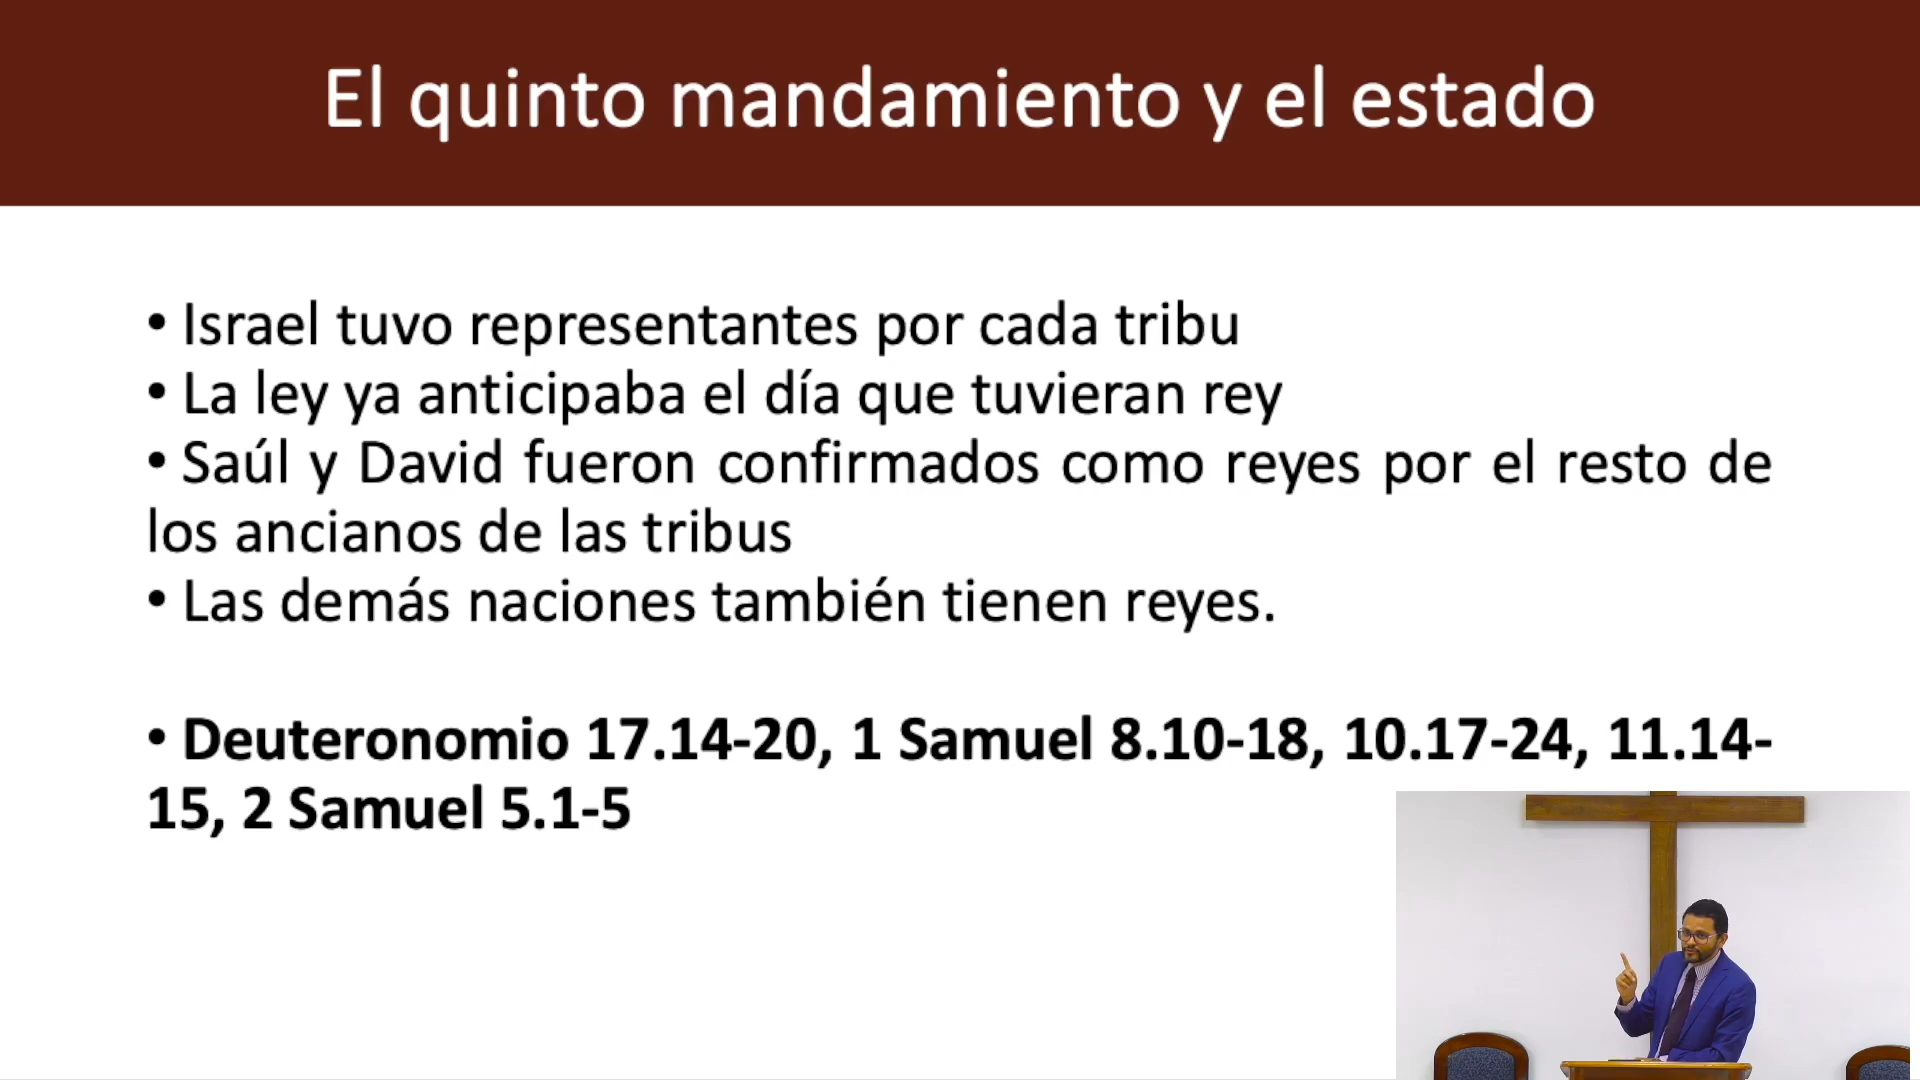 El quinto mandamiento y el estado
• Israel tuvo representantes por cada tribu
• La ley ya anticipaba el día que tuvieran rey
• Saúl y David fueron confirmados como reyes por el resto de
los ancianos de las tribus
• Las demás naciones también tienen reyes.
• Deuteronomio 17.14-20, 1 Samuel 8.10-18, 10.17-24, 11.14-
15, 2 Samuel 5.1-5